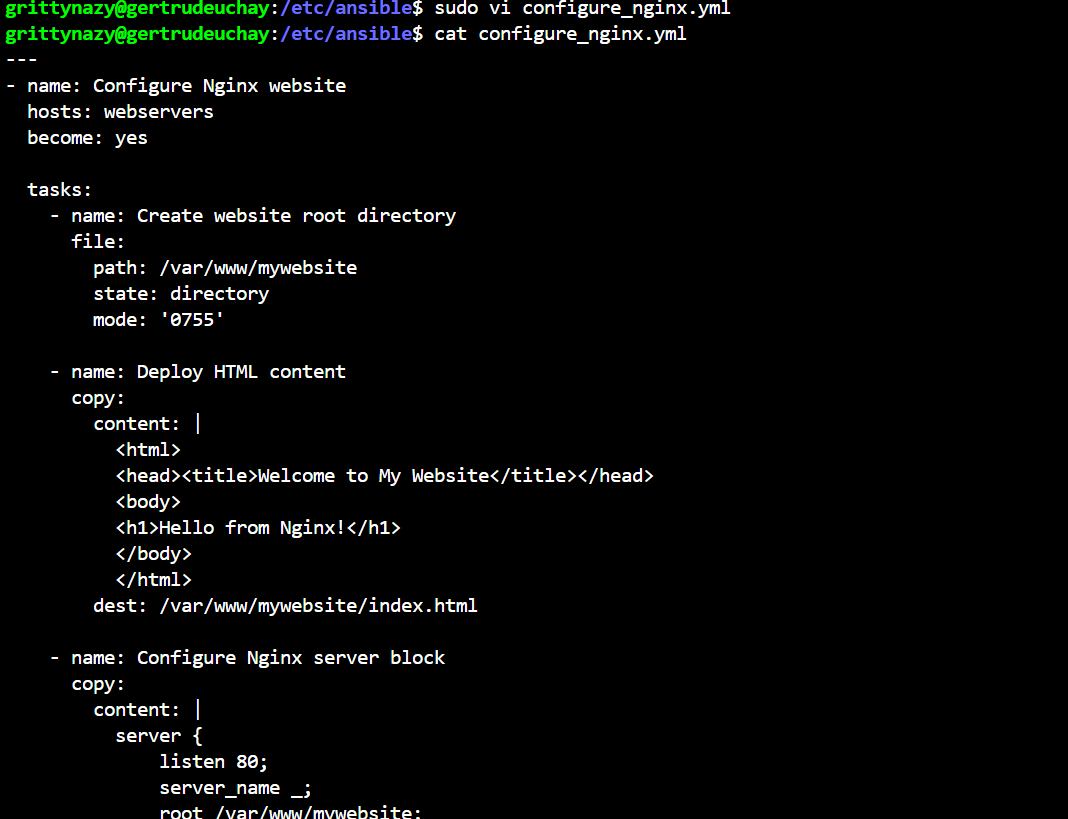 grittynazy@gertrudeuchay:/etc/ansible$ sudo vi configure_nginx.yml
grittynazy@gertrudeuchay:/etc/ansible$ cat configure_nginx.yml
---
- name: Configure Nginx website
  hosts: webservers
  become: yes

  tasks:
    - name: Create website root directory
      file:
        path: /var/www/mywebsite
        state: directory
        mode: '0755'

    - name: Deploy HTML content
      copy:
        content: |
          <html>
          <head><title>Welcome to My Website</title></head>
          <body>
          <h1>Hello from Nginx!</h1>
          </body>
          </html>
        dest: /var/www/mywebsite/index.html

    - name: Configure Nginx server block
      copy:
        content: |
          server {
              listen 80;
              server_name _;
              root /var/www/mywebsite;